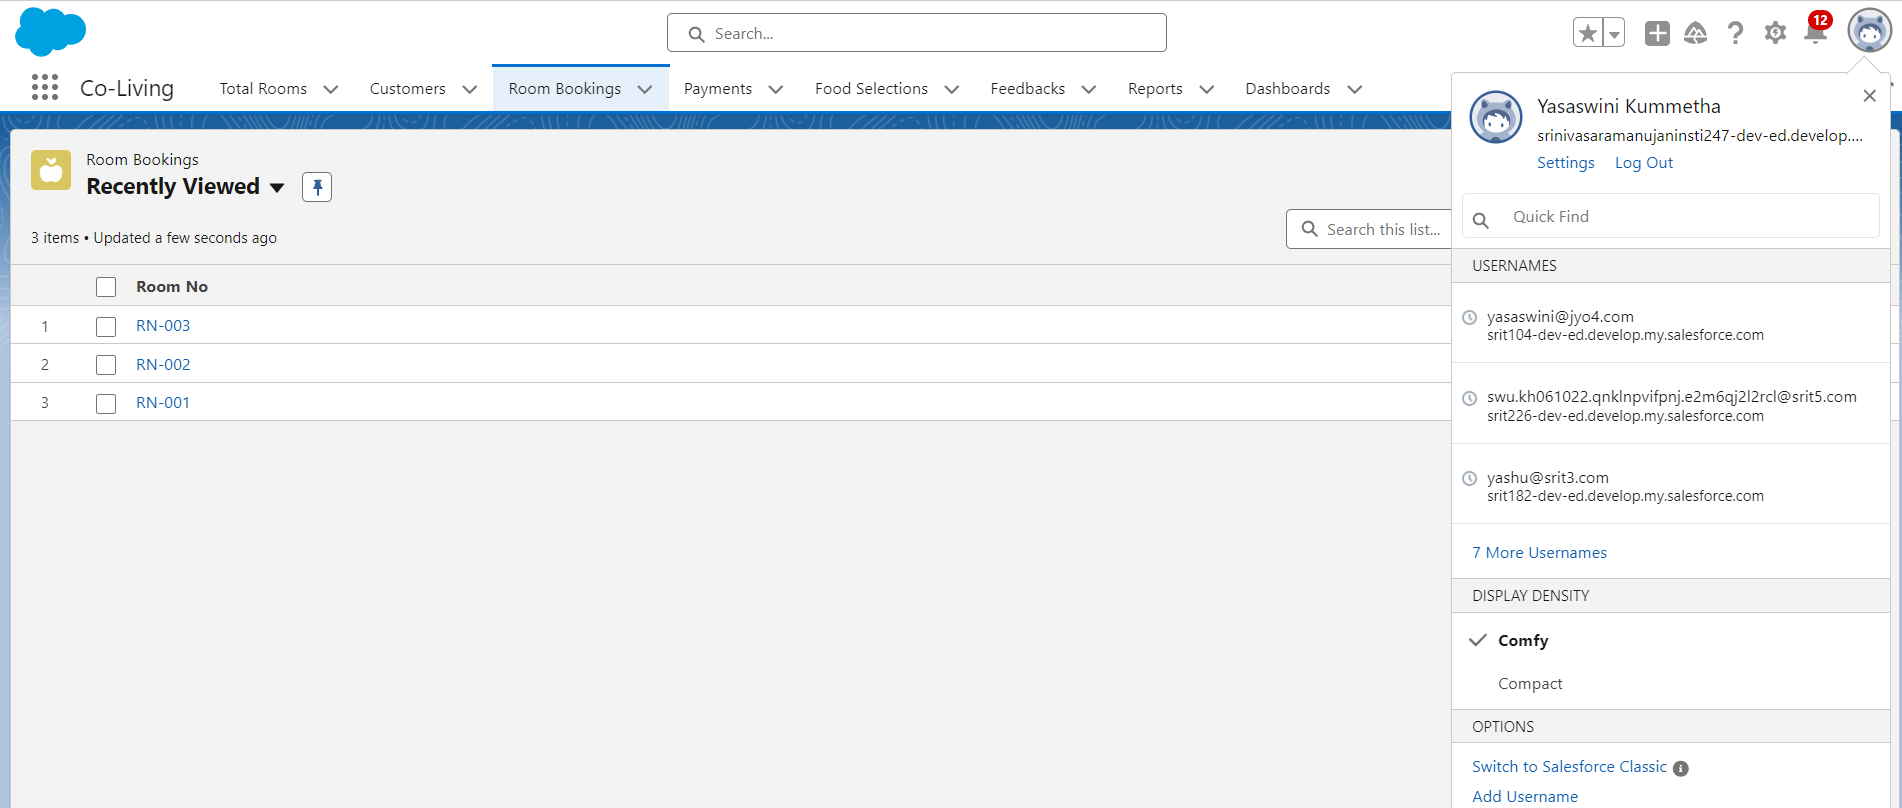 Search...
12
Co-Living
Total Rooms
Customers
Room Bookings
Payments
Food Selections
Feedbacks
Reports
Dashboards
Room Bookings
Recently Viewed
3 items • Updated a few seconds ago
Search this list...
Room No
1 RN-003
2 RN-002
3 RN-001
Yasaswini Kummetha
srinivasaramanujaninsti247-dev-ed.develop....
Settings Log Out
Quick Find
USERNAMES
yasaswini@jyo4.com
srit104-dev-ed.develop.my.salesforce.com
swu.kh061022.qnklnpvifpnj.e2m6qj2l2rcl@srit5.com
srit226-dev-ed.develop.my.salesforce.com
yashu@srit3.com
srit182-dev-ed.develop.my.salesforce.com
7 More Usernames
DISPLAY DENSITY
Comfy
Compact
OPTIONS
Switch to Salesforce Classic
Add Username